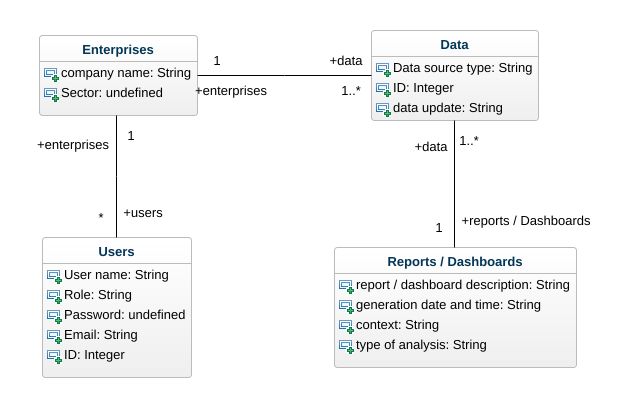 Enterprises
company name: String
Sector: undefined
1
+enterprises
+data
1..*
Data
Data source type: String
ID: Integer
data update: String
+enterprises
1
*
+users
+data
1..*
1
+reports / Dashboards
Users
User name: String
Role: String
Password: undefined
Email: String
ID: Integer
Reports / Dashboards
report / dashboard description: String
generation date and time: String
context: String
type of analysis: String